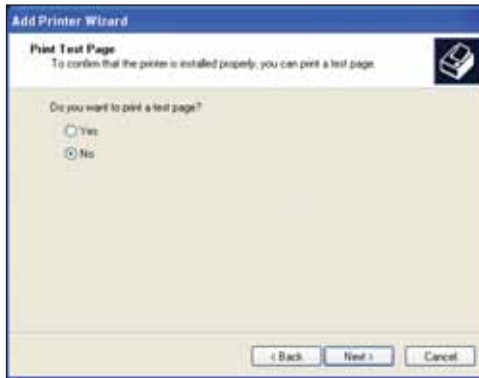 Add Printer Wizard
Print Test Page
To confirm that the printer is installed properly, you can print a test page.
Do you want to print a test page?
Yes
No
< Back
Next >
Cancel